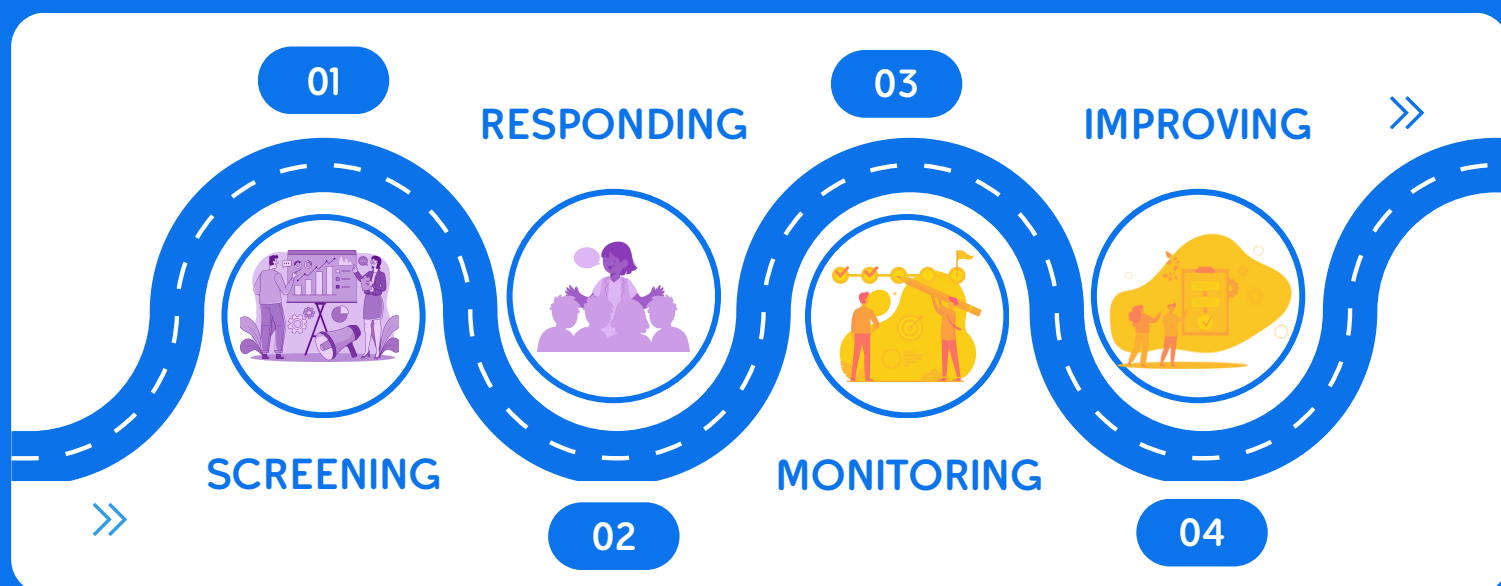 01
SCREENING
RESPONDING
02
03
MONITORING
IMPROVING
04